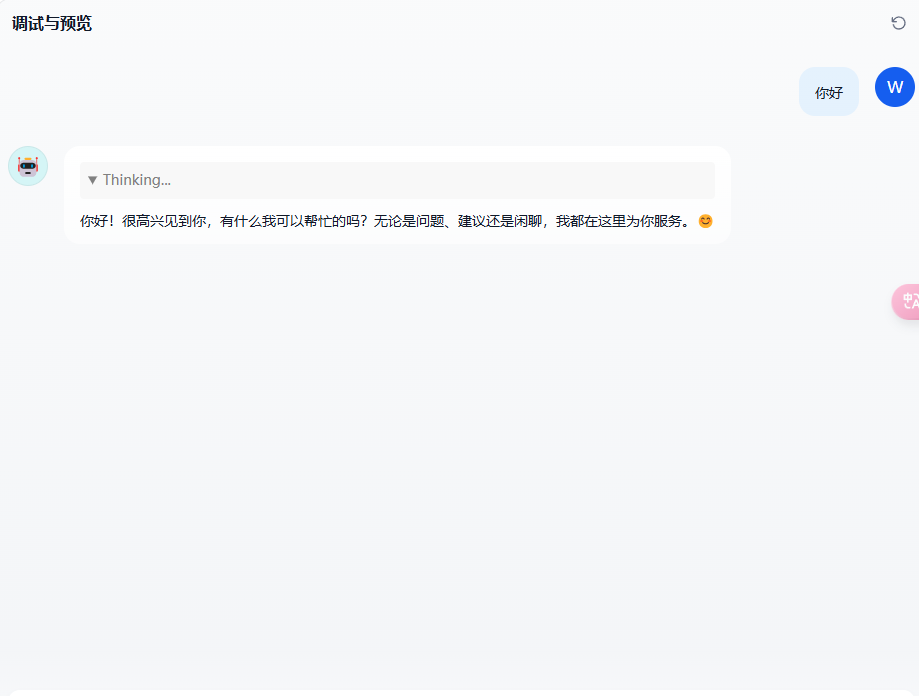 调试与预览
你好
W
Thinking...
你好！很高兴见到你，有什么我可以帮忙的吗？无论是问题、建议还是闲聊，我都在这里为你服务。😊
中A